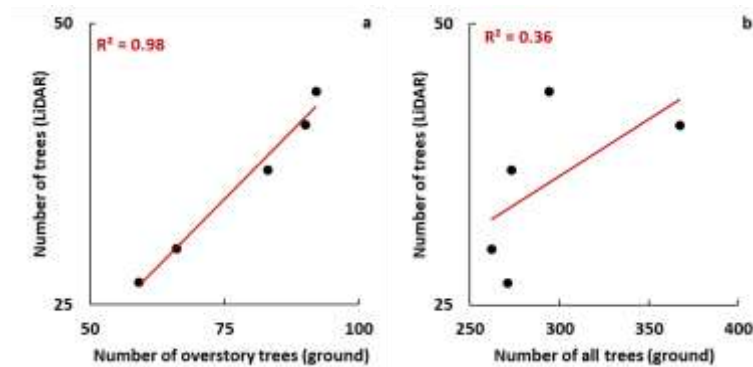 50
a
R² = 0.98
Number of trees (LiDAR)
25
50
75
100
Number of overstory trees (ground)
50
b
R² = 0.36
Number of trees (LiDAR)
25
250
300
350
400
Number of all trees (ground)